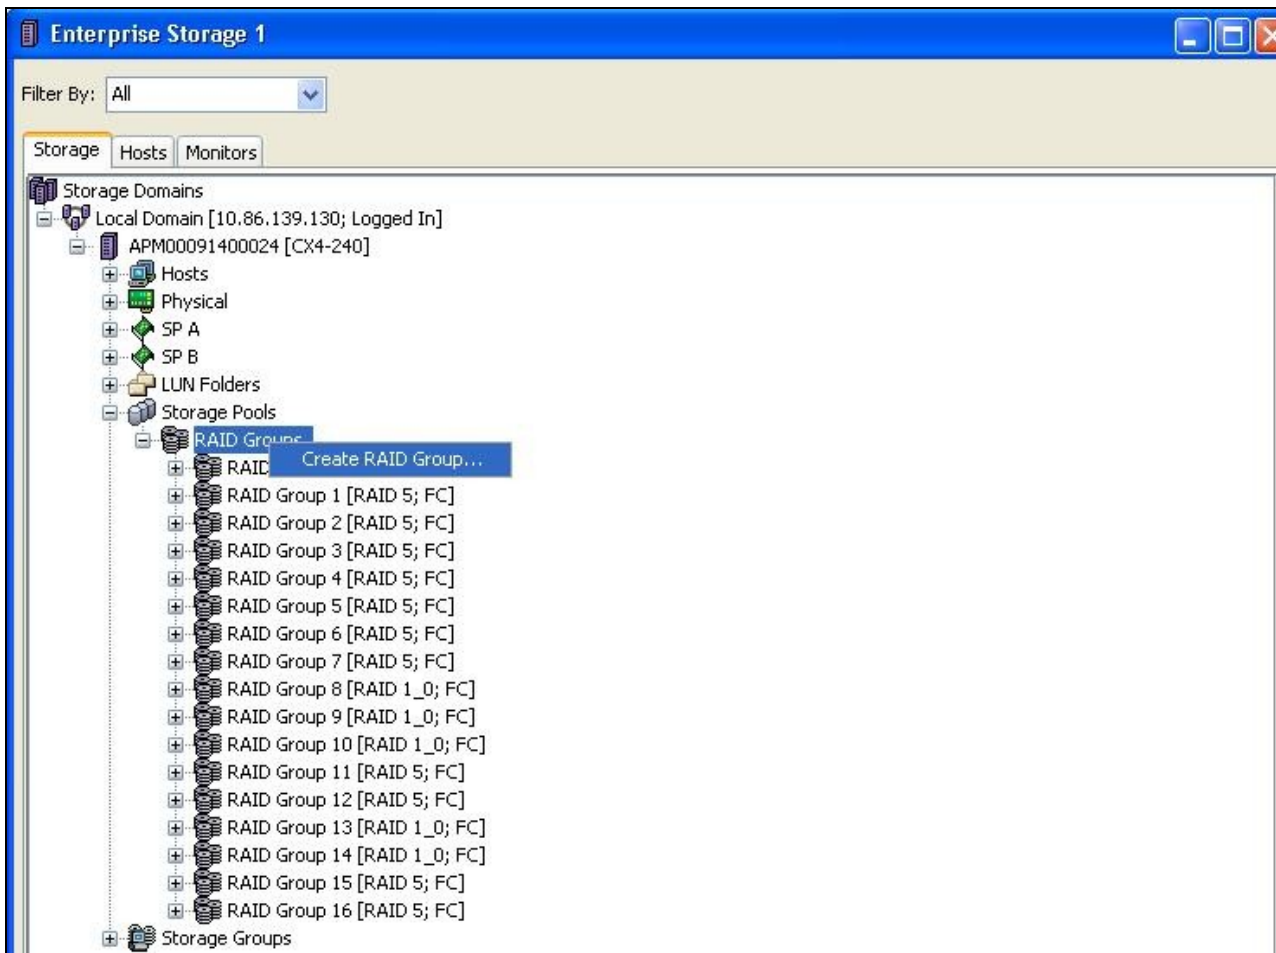 Enterprise Storage 1
Filter By: All
Storage Hosts Monitors
Storage Domains
Local Domain [10.86.139.130; Logged In]
APM00091400024 [CX4-240]
Hosts
Physical
SP A
SP B
LUN Folders
Storage Pools
RAID Groups
Create RAID Group...
RAID
RAID Group 1 [RAID 5; FC]
RAID Group 2 [RAID 5; FC]
RAID Group 3 [RAID 5; FC]
RAID Group 4 [RAID 5; FC]
RAID Group 5 [RAID 5; FC]
RAID Group 6 [RAID 5; FC]
RAID Group 7 [RAID 5; FC]
RAID Group 8 [RAID 1_0; FC]
RAID Group 9 [RAID 1_0; FC]
RAID Group 10 [RAID 1_0; FC]
RAID Group 11 [RAID 5; FC]
RAID Group 12 [RAID 5; FC]
RAID Group 13 [RAID 1_0; FC]
RAID Group 14 [RAID 1_0; FC]
RAID Group 15 [RAID 5; FC]
RAID Group 16 [RAID 5; FC]
Storage Groups